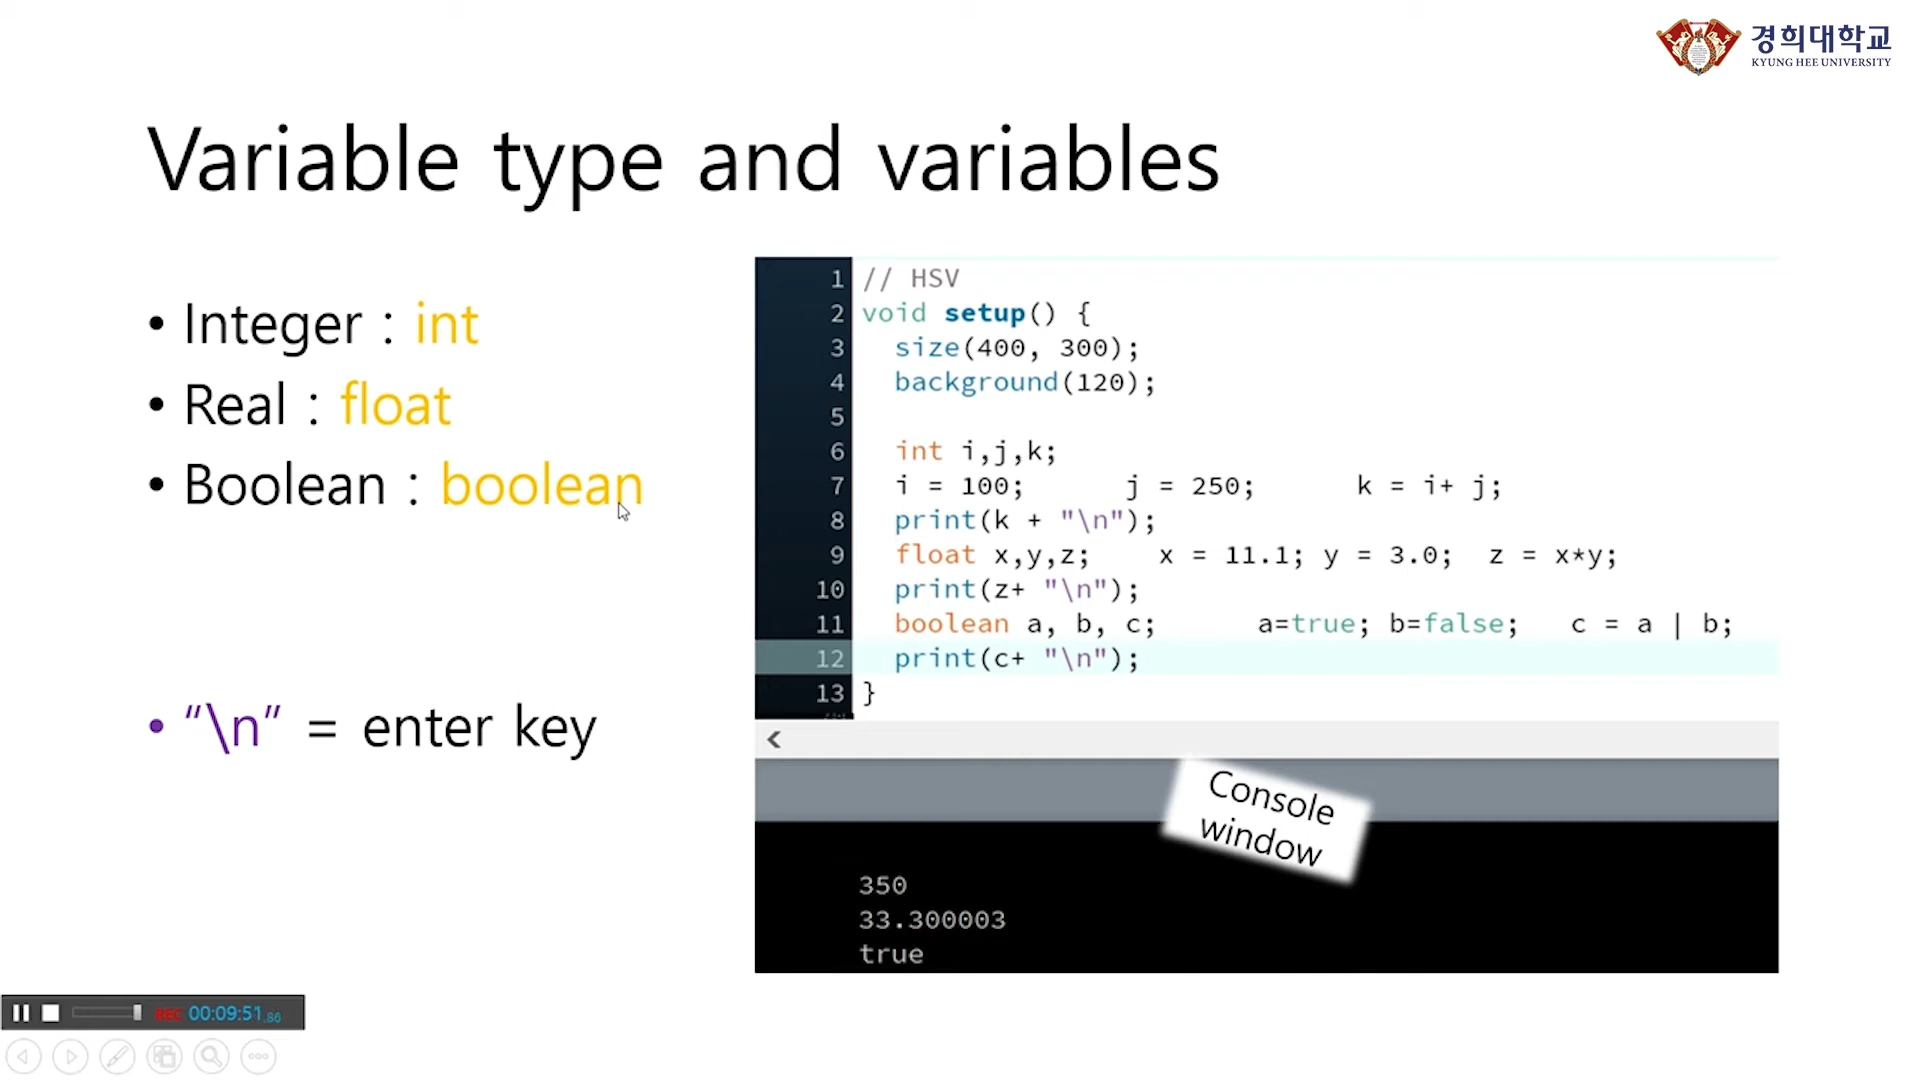 경희대학교
KYUNG HEE UNIVERSITY
Variable type and variables
• Integer : int
• Real : float
• Boolean : boolean
• “\n” = enter key
1 // HSV
2 void setup() {
3 size(400, 300);
4 background(120);
5
6 int i,j,k;
7 i = 100; j = 250; k = i+ j;
8 print(k + "\n");
9 float x,y,z; x = 11.1; y = 3.0; z = x*y;
10 print(z+ "\n");
11 boolean a, b, c; a=true; b=false; c = a | b;
12 print(c+ "\n");
13 }
Console
window
350
33.300003
true
REC 00:09:51.86